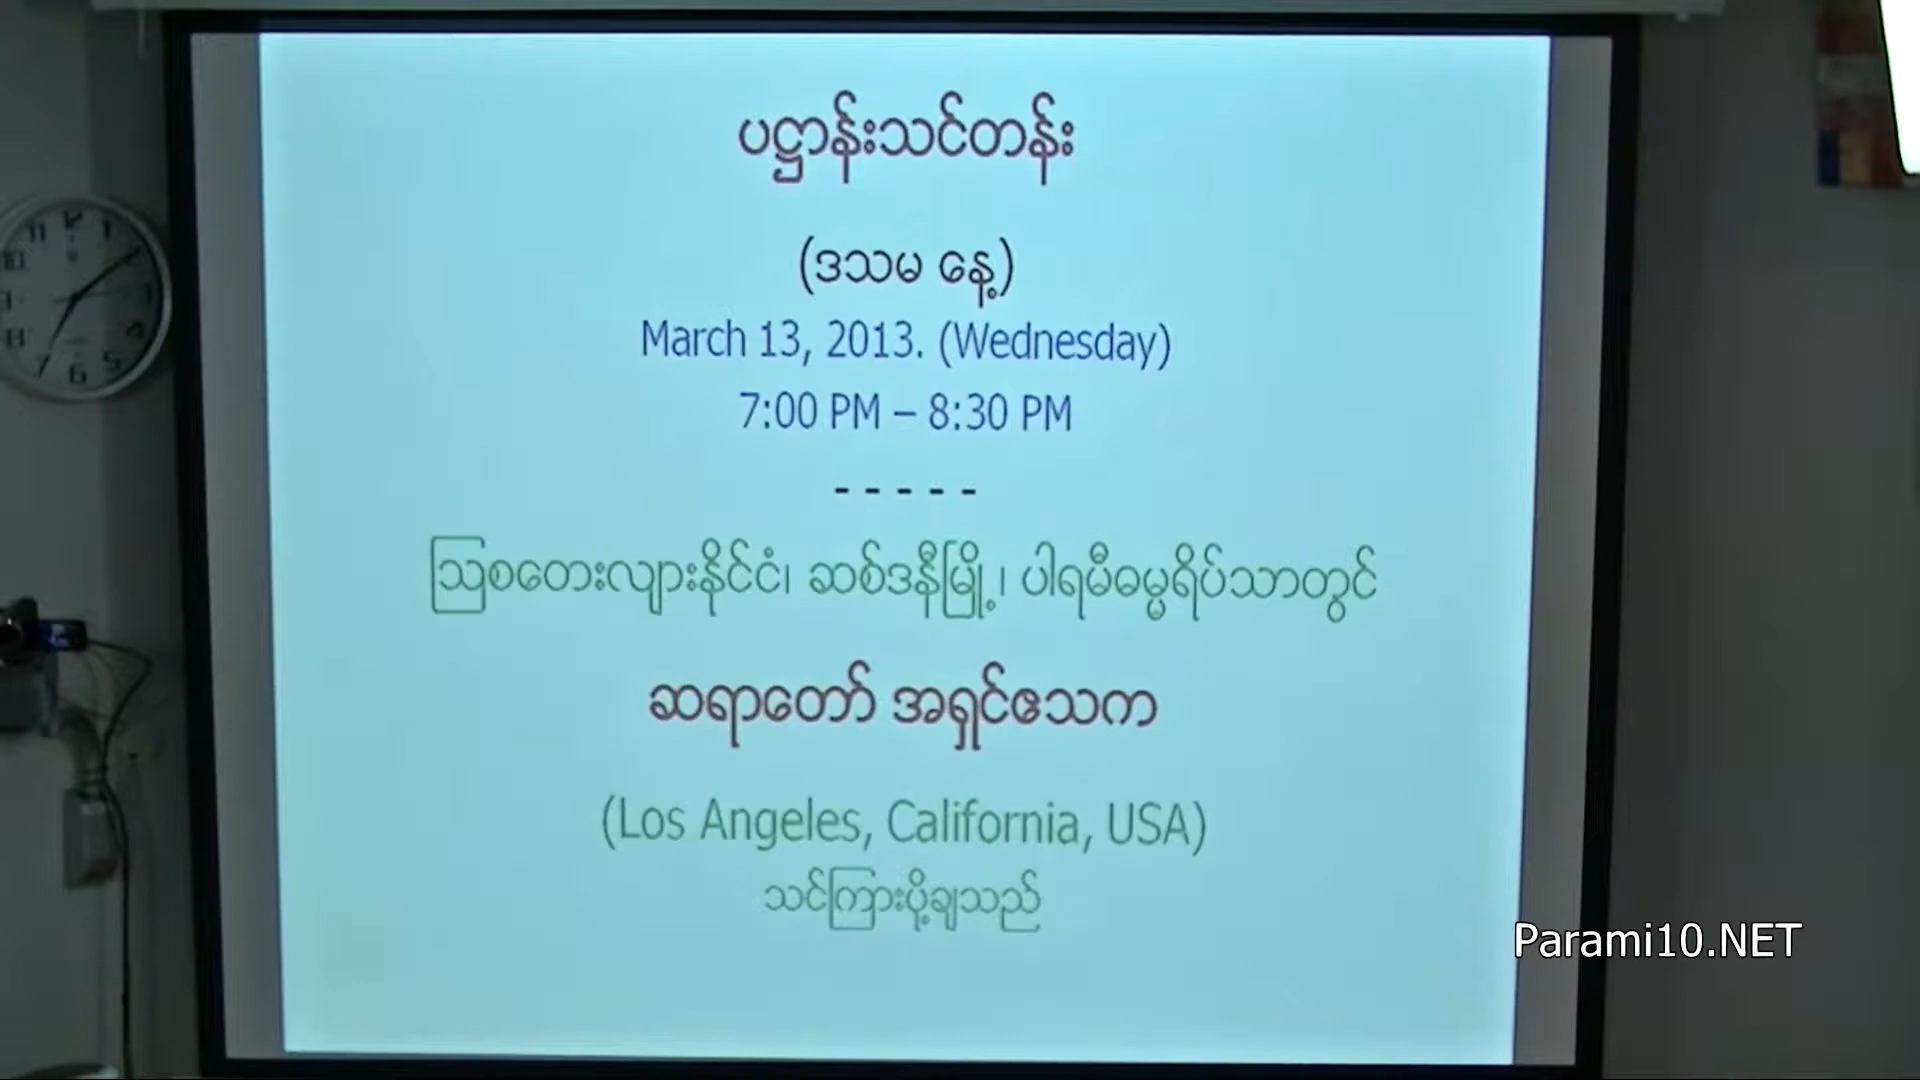 ပဋ္ဌာန်းသင်တန်း
(ဒသမ နေ့)
March 13, 2013. (Wednesday)
7:00 PM – 8:30 PM
- - - - -
ဩစတေးလျားနိုင်ငံ၊ ဆစ်ဒနီမြို့၊ ပါရမီဓမ္မရိပ်သာတွင်
ဆရာတော် အရှင်ဧသက
(Los Angeles, California, USA)
သင်ကြားပို့ချသည်
Parami10.NET